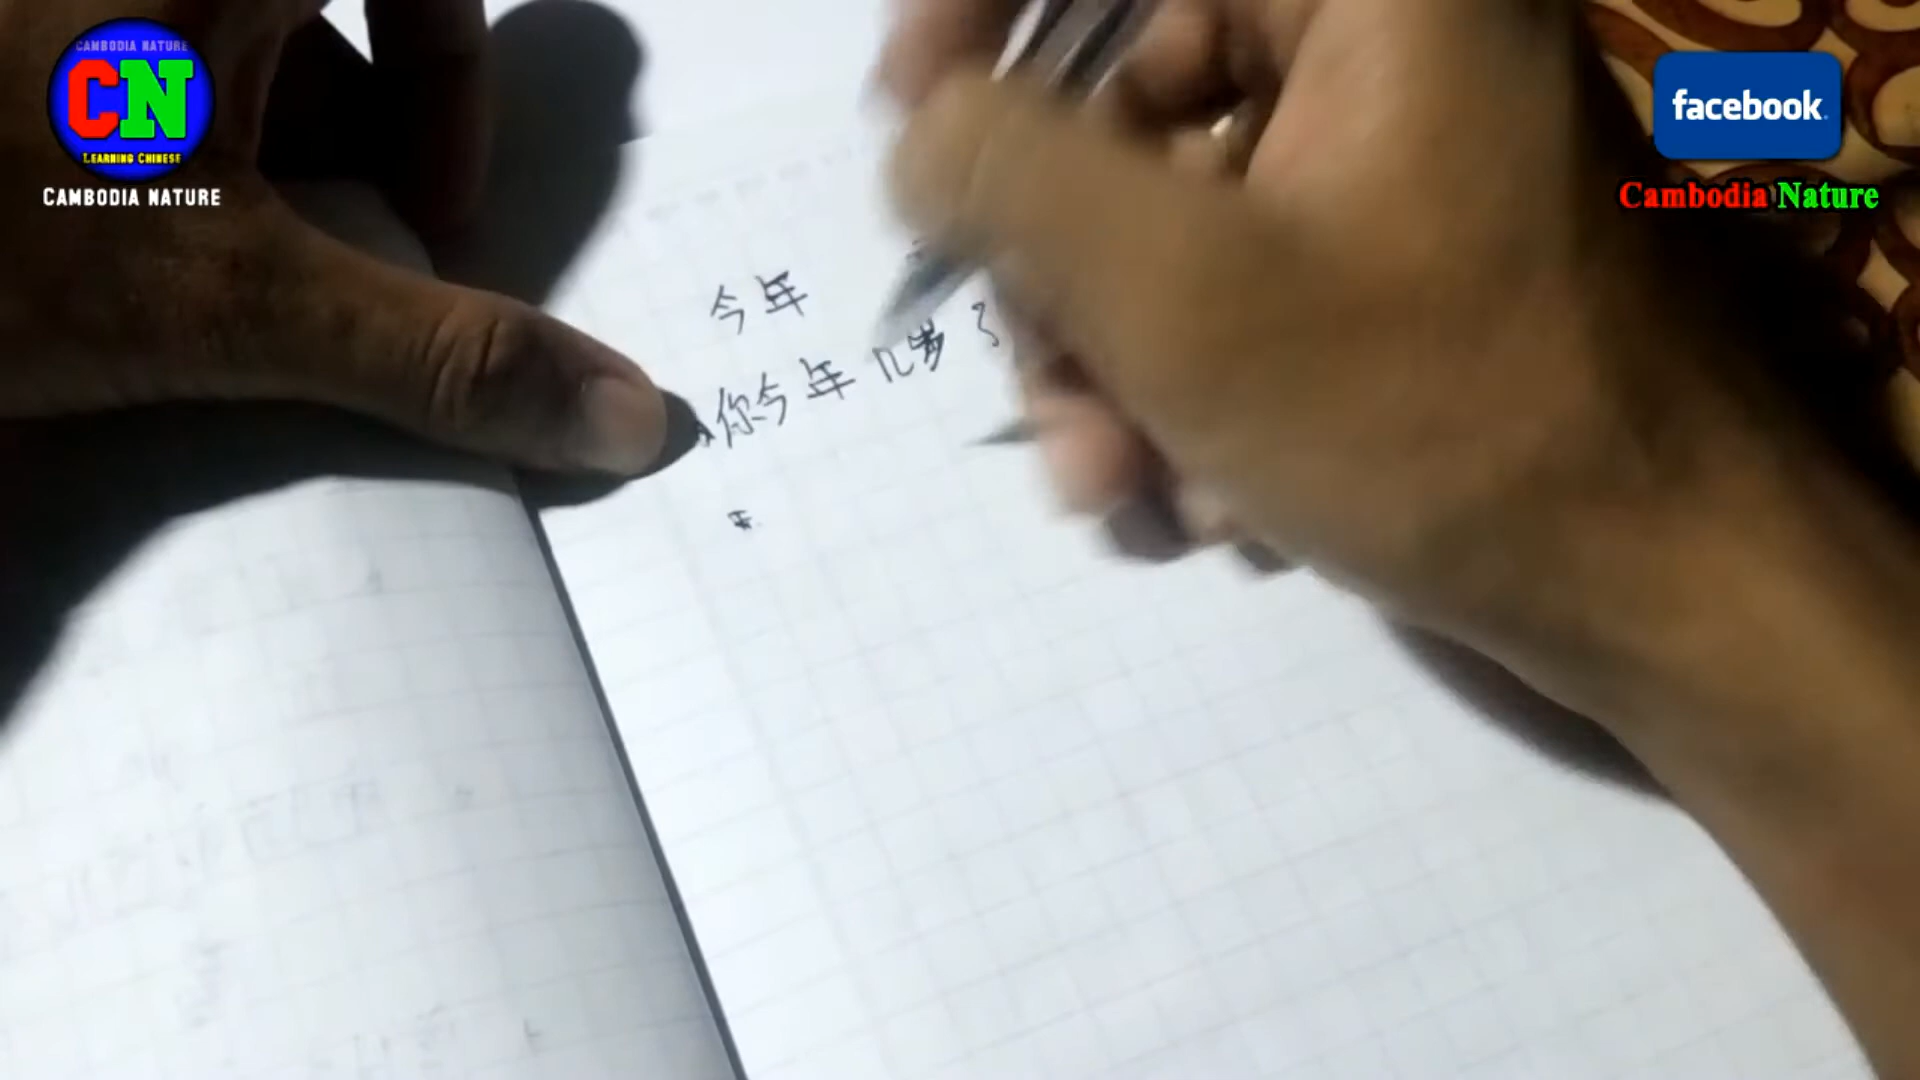 CAMBODIA NATURE
CN
LEARNING CHINESE
CAMBODIA NATURE
facebook
Cambodia Nature
今年
你今年几岁了